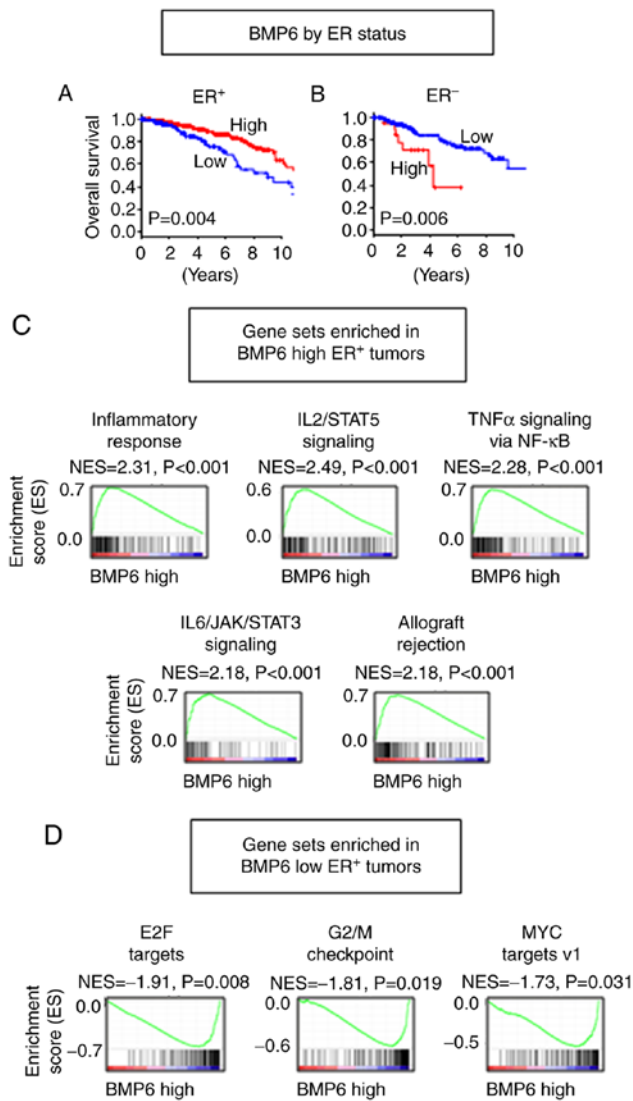 BMP6 by ER status
A
ER⁺
Overall survival
1.0
0.8
0.6
0.4
0.2
0.0
High
Low
P=0.004
0 2 4 6 8 10
(Years)
B
ER⁻
1.0
0.8
0.6
0.4
0.2
0.0
Low
High
P=0.006
0 2 4 6 8 10
(Years)
C
Gene sets enriched in
BMP6 high ER⁺ tumors
Enrichment
score (ES)
Inflammatory
response
NES=2.31, P<0.001
0.7
0.0
BMP6 high
IL2/STAT5
signaling
NES=2.49, P<0.001
0.6
0.0
BMP6 high
TNFα signaling
via NF-κB
NES=2.28, P<0.001
0.7
0.0
BMP6 high
Enrichment
score (ES)
IL6/JAK/STAT3
signaling
NES=2.18, P<0.001
0.7
0.0
BMP6 high
Allograft
rejection
NES=2.18, P<0.001
0.7
0.0
BMP6 high
D
Gene sets enriched in
BMP6 low ER⁺ tumors
Enrichment
score (ES)
E2F
targets
NES=−1.91, P=0.008
0.0
−0.7
BMP6 high
G2/M
checkpoint
NES=−1.81, P=0.019
0.0
−0.6
BMP6 high
MYC
targets v1
NES=−1.73, P=0.031
0.0
−0.5
BMP6 high